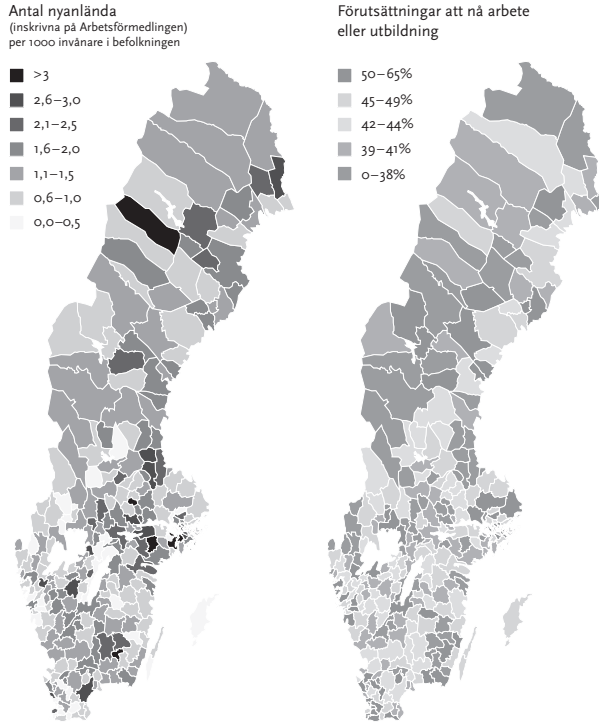 Antal nyanlända
(inskrivna på Arbetsförmedlingen)
per 1000 invånare i befolkningen
>3
2,6–3,0
2,1–2,5
1,6–2,0
1,1–1,5
0,6–1,0
0,0–0,5
Förutsättningar att nå arbete
eller utbildning
50–65%
45–49%
42–44%
39–41%
0–38%